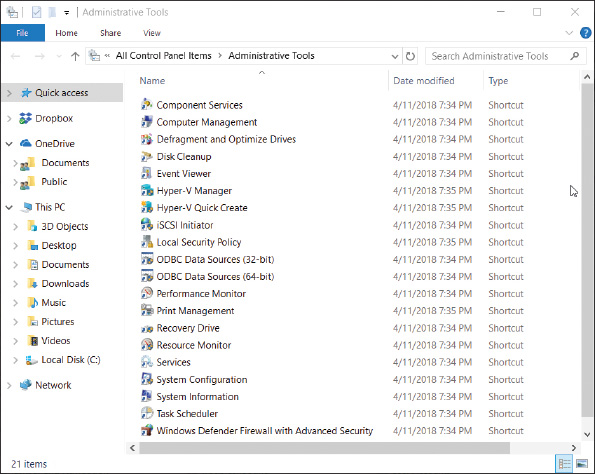 Administrative Tools
File Home Share View
« All Control Panel Items › Administrative Tools Search Administrative Tools
Name Date modified Type
Quick access
Dropbox
OneDrive
Documents
Public
This PC
3D Objects
Desktop
Documents
Downloads
Music
Pictures
Videos
Local Disk (C:)
Network
Component Services 4/11/2018 7:34 PM Shortcut
Computer Management 4/11/2018 7:34 PM Shortcut
Defragment and Optimize Drives 4/11/2018 7:34 PM Shortcut
Disk Cleanup 4/11/2018 7:34 PM Shortcut
Event Viewer 4/11/2018 7:34 PM Shortcut
Hyper-V Manager 4/11/2018 7:35 PM Shortcut
Hyper-V Quick Create 4/11/2018 7:35 PM Shortcut
iSCSI Initiator 4/11/2018 7:34 PM Shortcut
Local Security Policy 4/11/2018 7:35 PM Shortcut
ODBC Data Sources (32-bit) 4/11/2018 7:34 PM Shortcut
ODBC Data Sources (64-bit) 4/11/2018 7:34 PM Shortcut
Performance Monitor 4/11/2018 7:34 PM Shortcut
Print Management 4/11/2018 7:35 PM Shortcut
Recovery Drive 4/11/2018 7:34 PM Shortcut
Resource Monitor 4/11/2018 7:34 PM Shortcut
Services 4/11/2018 7:34 PM Shortcut
System Configuration 4/11/2018 7:34 PM Shortcut
System Information 4/11/2018 7:34 PM Shortcut
Task Scheduler 4/11/2018 7:34 PM Shortcut
Windows Defender Firewall with Advanced Security 4/11/2018 7:34 PM Shortcut
21 items